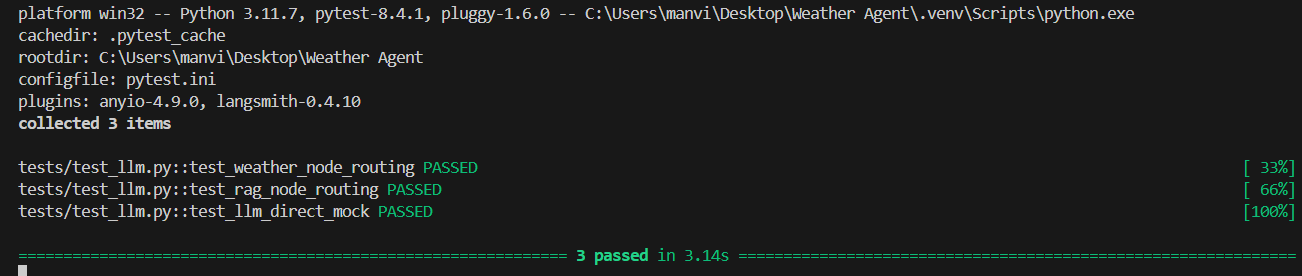 platform win32 -- Python 3.11.7, pytest-8.4.1, pluggy-1.6.0 -- C:\Users\manvi\Desktop\Weather Agent\.venv\Scripts\python.exe
cachedir: .pytest_cache
rootdir: C:\Users\manvi\Desktop\Weather Agent
configfile: pytest.ini
plugins: anyio-4.9.0, langsmith-0.4.10
collected 3 items
tests/test_llm.py::test_weather_node_routing PASSED [ 33%]
tests/test_llm.py::test_rag_node_routing PASSED [ 66%]
tests/test_llm.py::test_llm_direct_mock PASSED [100%]
============================================================= 3 passed in 3.14s ==============================================================